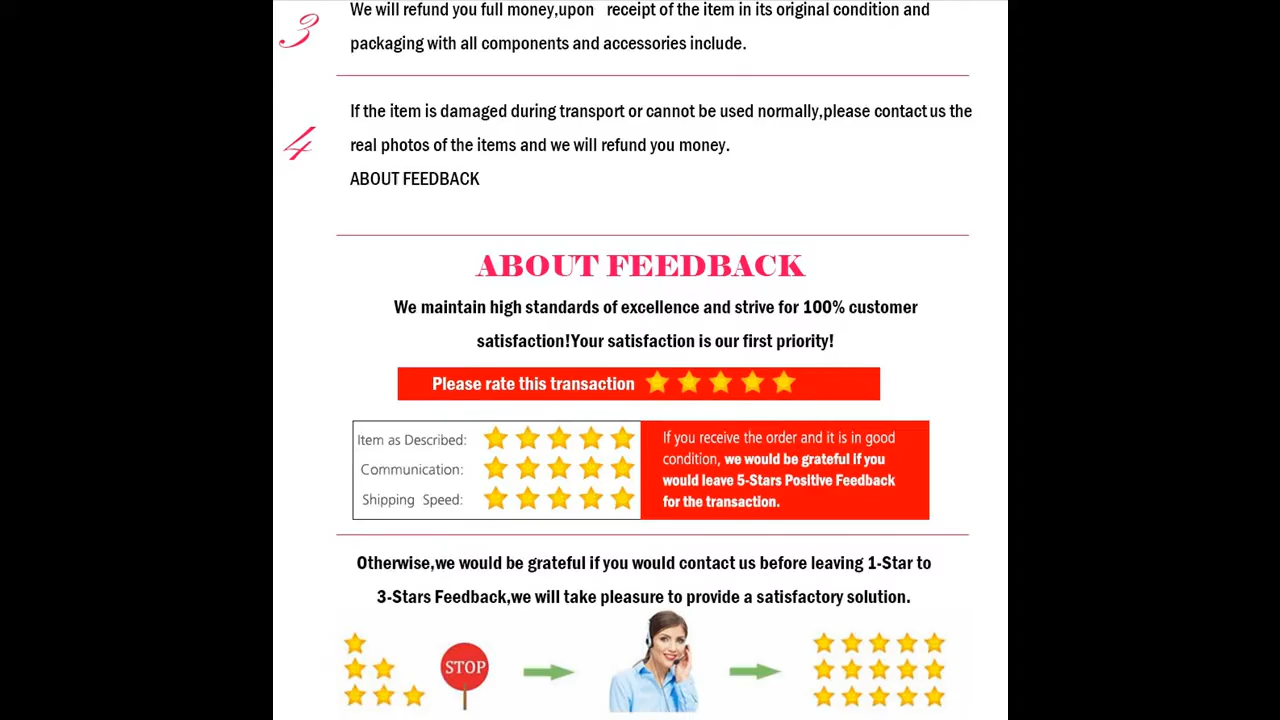 3
We will refund you full money,upon receipt of the item in its original condition and
packaging with all components and accessories include.
4
If the item is damaged during transport or cannot be used normally,please contact us the
real photos of the items and we will refund you money.
ABOUT FEEDBACK
ABOUT FEEDBACK
We maintain high standards of excellence and strive for 100% customer
satisfaction!Your satisfaction is our first priority!
Please rate this transaction
Item as Described:
Communication:
Shipping Speed:
If you receive the order and it is in good
condition, we would be grateful if you
would leave 5-Stars Positive Feedback
for the transaction.
Otherwise,we would be grateful if you would contact us before leaving 1-Star to
3-Stars Feedback,we will take pleasure to provide a satisfactory solution.
STOP